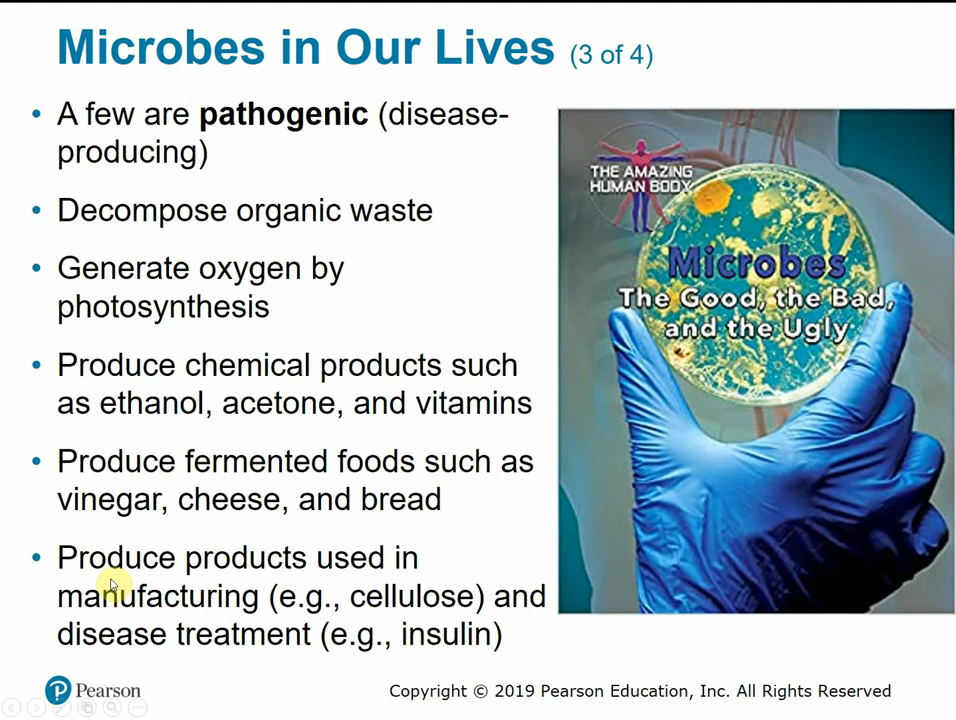 Microbes in Our Lives (3 of 4)
• A few are pathogenic (disease-
producing)
• Decompose organic waste
• Generate oxygen by
photosynthesis
• Produce chemical products such
as ethanol, acetone, and vitamins
• Produce fermented foods such as
vinegar, cheese, and bread
• Produce products used in
manufacturing (e.g., cellulose) and
disease treatment (e.g., insulin)
THE AMAZING
HUMAN BODY
Microbes
The Good, the Bad,
and the Ugly
Pearson
Copyright © 2019 Pearson Education, Inc. All Rights Reserved